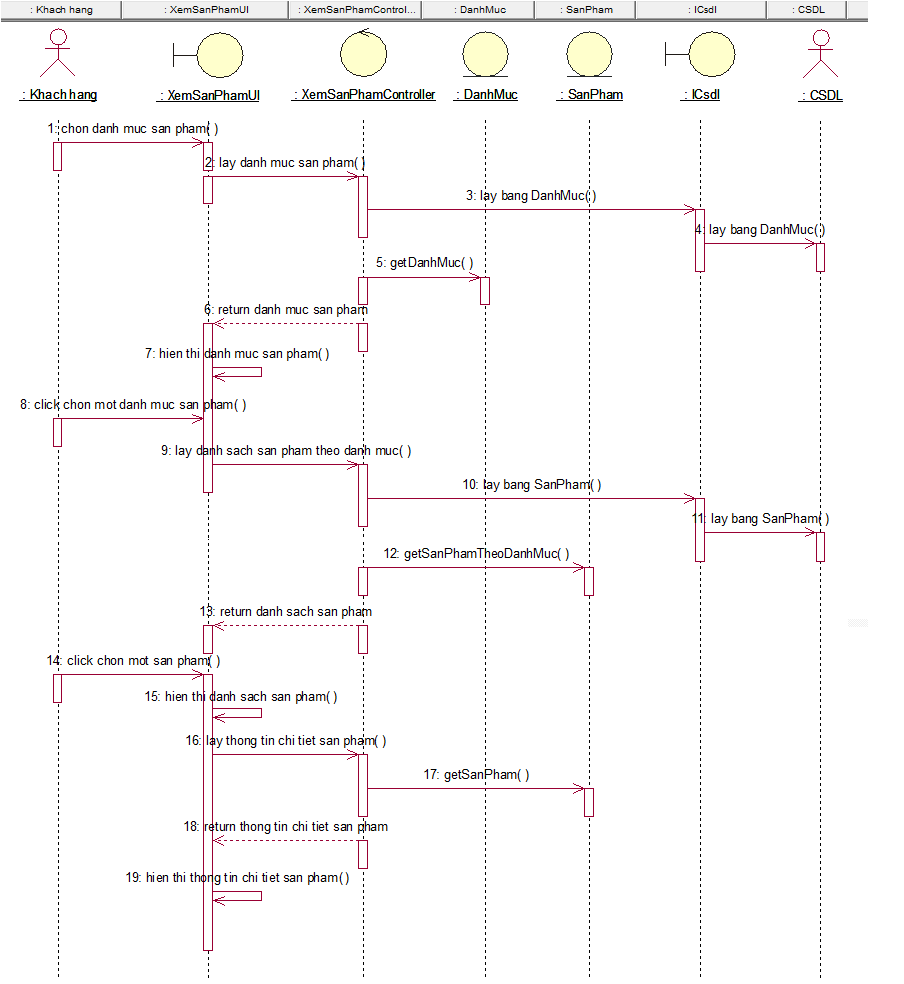 : Khach hang : XemSanPhamUI : XemSanPhamControl... : DanhMuc : SanPham : ICsdl : CSDL
: Khach hang : XemSanPhamUI : XemSanPhamController : DanhMuc : SanPham : ICsdl : CSDL
1: chon danh muc san pham( )
2: lay danh muc san pham( )
3: lay bang DanhMuc( )
4: lay bang DanhMuc( )
5: getDanhMuc( )
6: return danh muc san pham
7: hien thi danh muc san pham( )
8: click chon mot danh muc san pham( )
9: lay danh sach san pham theo danh muc( )
10: lay bang SanPham( )
11: lay bang SanPham( )
12: getSanPhamTheoDanhMuc( )
13: return danh sach san pham
14: click chon mot san pham( )
15: hien thi danh sach san pham( )
16: lay thong tin chi tiet san pham( )
17: getSanPham( )
18: return thong tin chi tiet san pham
19: hien thi thong tin chi tiet san pham( )